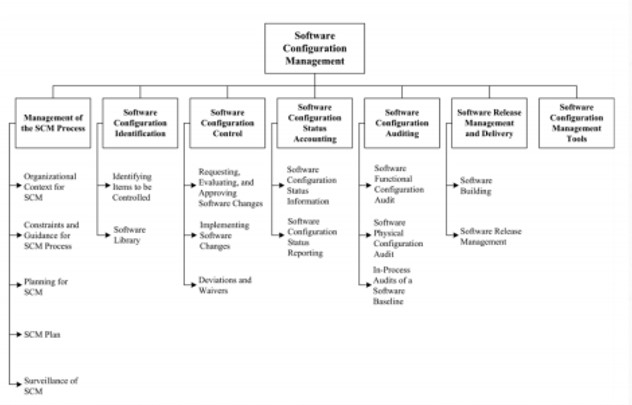 Software
Configuration
Management
Management of
the SCM Process
Software
Configuration
Identification
Software
Configuration
Control
Software
Configuration
Status
Accounting
Software
Configuration
Auditing
Software Release
Management
and Delivery
Software
Configuration
Management
Tools
Organizational
Context for
SCM
Constraints and
Guidance for
SCM Process
Planning for
SCM
SCM Plan
Surveillance of
SCM
Identifying
Items to be
Controlled
Software
Library
Requesting,
Evaluating, and
Approving
Software Changes
Implementing
Software
Changes
Deviations and
Waivers
Software
Configuration
Status
Information
Software
Configuration
Status
Reporting
Software
Functional
Configuration
Audit
Software
Physical
Configuration
Audit
In-Process
Audits of a
Software
Baseline
Software
Building
Software Release
Management